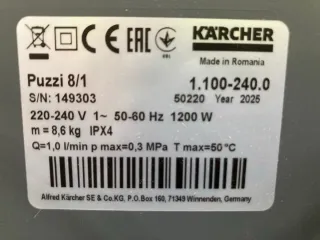 CE EAC KÄRCHER
Made in Romania
Puzzi 8/1 1.100-240.0
S/N: 149303 50220 Year 2025
220-240 V 1~ 50-60 Hz 1200 W
m = 8,6 kg IPX4
Q=1,0 l/min p max=0,3 MPa T max=50°C
Alfred Kärcher SE & Co.KG, P.O.Box 160, 71349 Winnenden, Germany